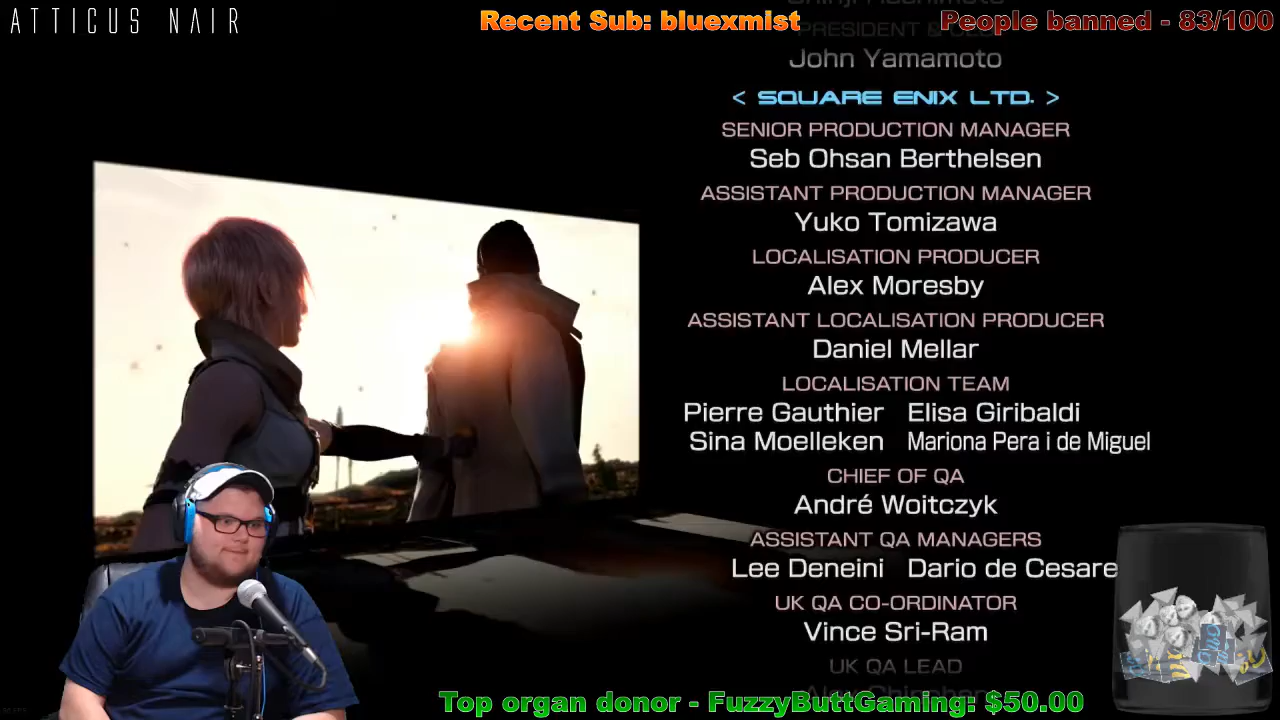 ATTICUS NAIR
Recent Sub: bluexmist
People banned - 83/100
John Yamamoto
< SQUARE ENIX LTD. >
SENIOR PRODUCTION MANAGER
Seb Ohsan Berthelsen
ASSISTANT PRODUCTION MANAGER
Yuko Tomizawa
LOCALISATION PRODUCER
Alex Moresby
ASSISTANT LOCALISATION PRODUCER
Daniel Mellar
LOCALISATION TEAM
Pierre Gauthier Elisa Giribaldi
Sina Moelleken Mariona Pera i de Miguel
CHIEF OF QA
André Woitczyk
ASSISTANT QA MANAGERS
Lee Deneini Dario de Cesare
UK QA CO-ORDINATOR
Vince Sri-Ram
UK QA LEAD
Top organ donor - FuzzyButtGaming: $50.00